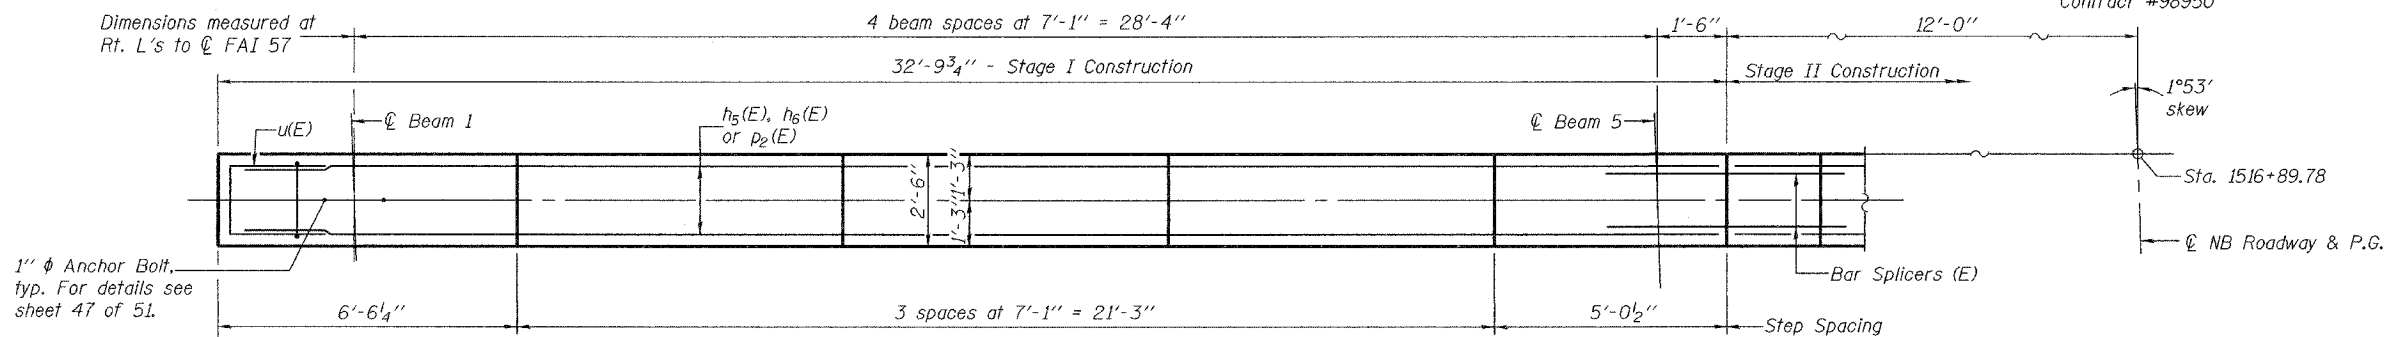 Contract #98950
Dimensions measured at
Rt. L's to ℄ FAI 57
4 beam spaces at 7'-1" = 28'-4"
1'-6"
12'-0"
32'-9¾" - Stage I Construction
Stage II Construction
1°53'
skew
u(E)
℄ Beam 1
h5(E), h6(E)
or p2(E)
℄ Beam 5
2'-6"
1'-3"
1'-3"
Sta. 1516+89.78
℄ NB Roadway & P.G.
1" ϕ Anchor Bolt,
typ. For details see
sheet 47 of 51.
Bar Splicers (E)
6'-6¼"
3 spaces at 7'-1" = 21'-3"
5'-0½"
Step Spacing